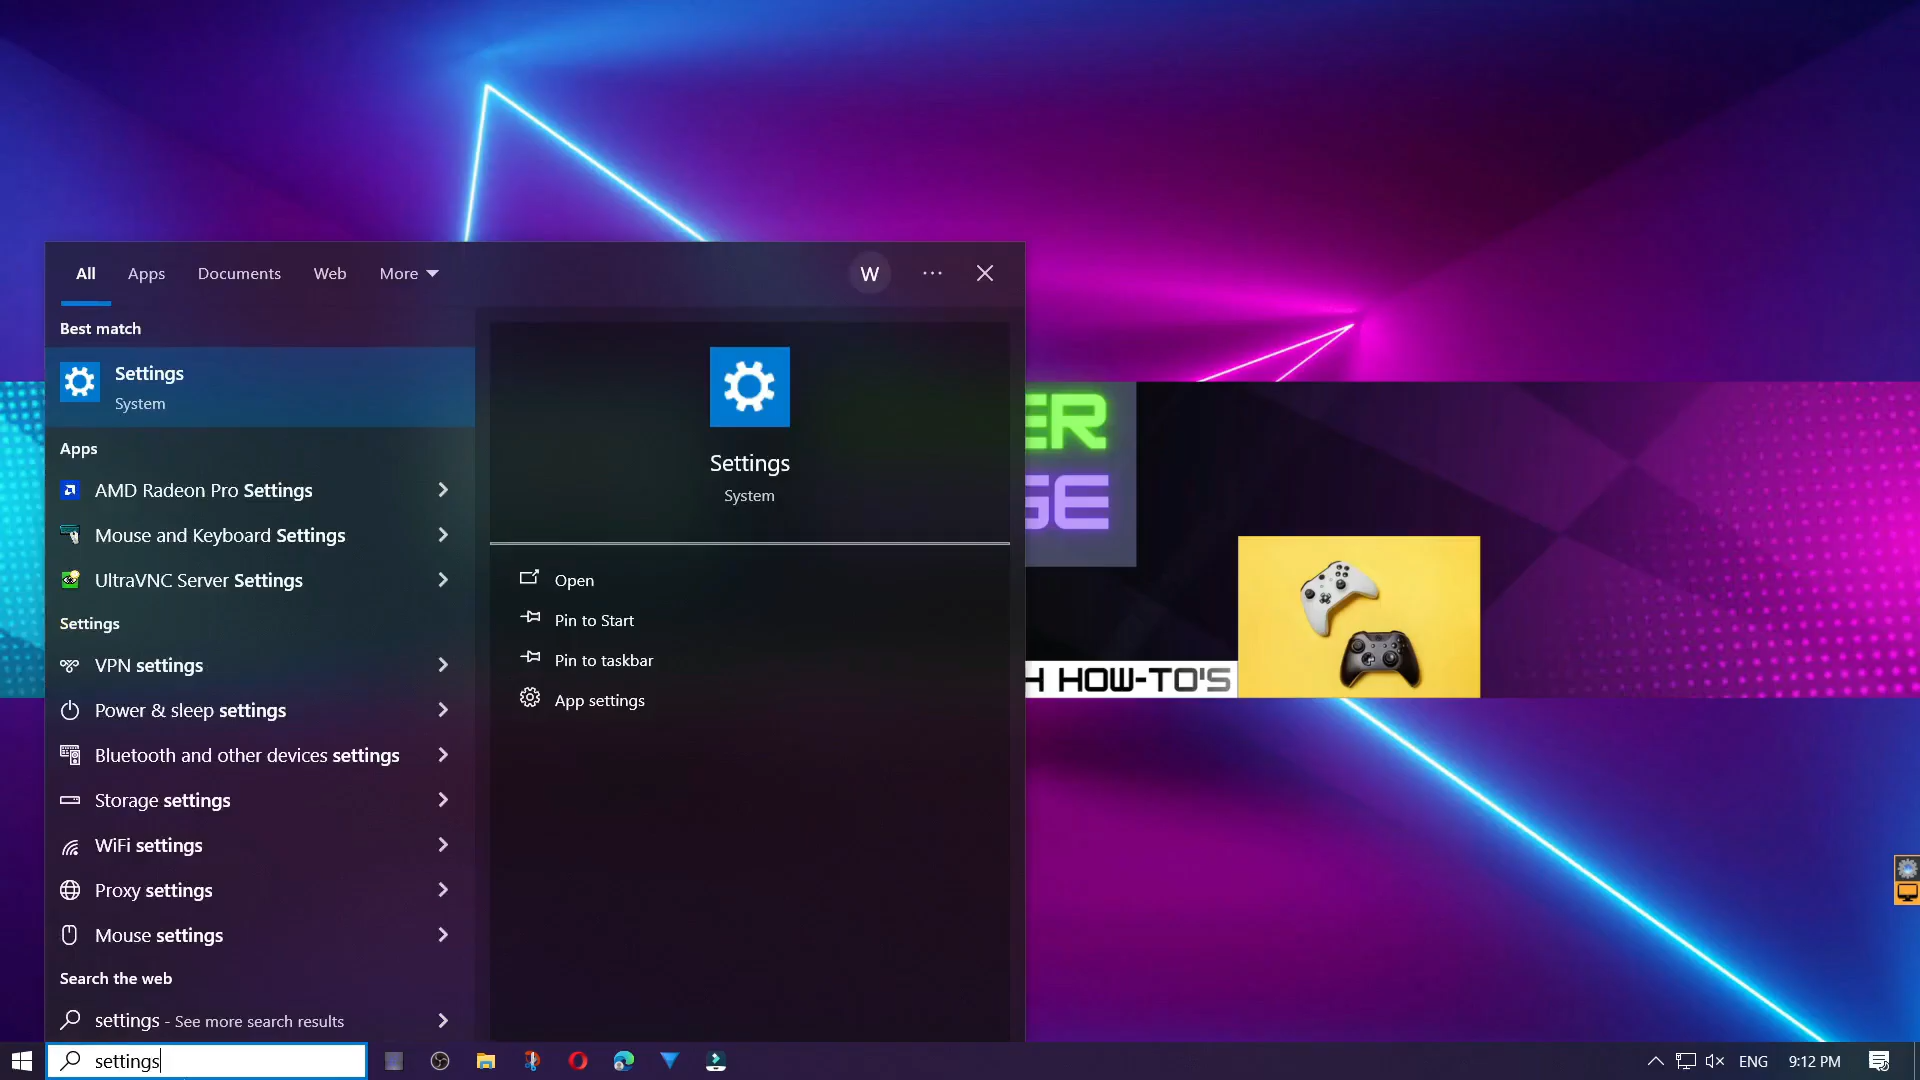 All Apps Documents Web More W
Best match
Settings
System
Apps
AMD Radeon Pro Settings
Mouse and Keyboard Settings
UltraVNC Server Settings
Settings
VPN settings
Power & sleep settings
Bluetooth and other devices settings
Storage settings
WiFi settings
Proxy settings
Mouse settings
Search the web
settings - See more search results
Settings
System
Open
Pin to Start
Pin to taskbar
App settings
ER
GE
H HOW-TO'S
settings
ENG 9:12 PM